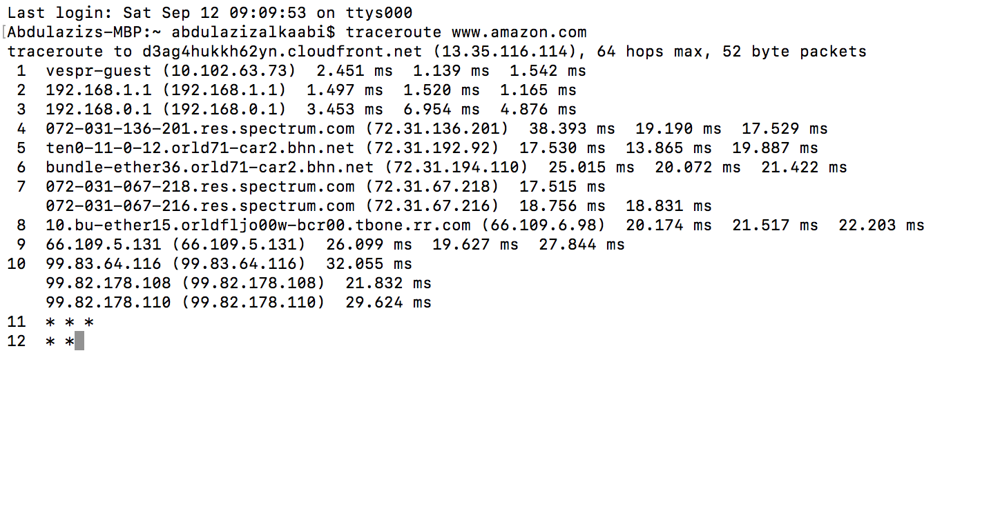 Last login: Sat Sep 12 09:09:53 on ttys000
[Abdulazizs-MBP:~ abdulazizalkaabi$ traceroute www.amazon.com
traceroute to d3ag4hukkh62yn.cloudfront.net (13.35.116.114), 64 hops max, 52 byte packets
 1  vespr-guest (10.102.63.73)  2.451 ms  1.139 ms  1.542 ms
 2  192.168.1.1 (192.168.1.1)  1.497 ms  1.520 ms  1.165 ms
 3  192.168.0.1 (192.168.0.1)  3.453 ms  6.954 ms  4.876 ms
 4  072-031-136-201.res.spectrum.com (72.31.136.201)  38.393 ms  19.190 ms  17.529 ms
 5  ten0-11-0-12.orld71-car2.bhn.net (72.31.192.92)  17.530 ms  13.865 ms  19.887 ms
 6  bundle-ether36.orld71-car2.bhn.net (72.31.194.110)  25.015 ms  20.072 ms  21.422 ms
 7  072-031-067-218.res.spectrum.com (72.31.67.218)  17.515 ms
    072-031-067-216.res.spectrum.com (72.31.67.216)  18.756 ms  18.831 ms
 8  10.bu-ether15.orldfljo00w-bcr00.tbone.rr.com (66.109.6.98)  20.174 ms  21.517 ms  22.203 ms
 9  66.109.5.131 (66.109.5.131)  26.099 ms  19.627 ms  27.844 ms
10  99.83.64.116 (99.83.64.116)  32.055 ms
    99.82.178.108 (99.82.178.108)  21.832 ms
    99.82.178.110 (99.82.178.110)  29.624 ms
11  * * *
12  * *